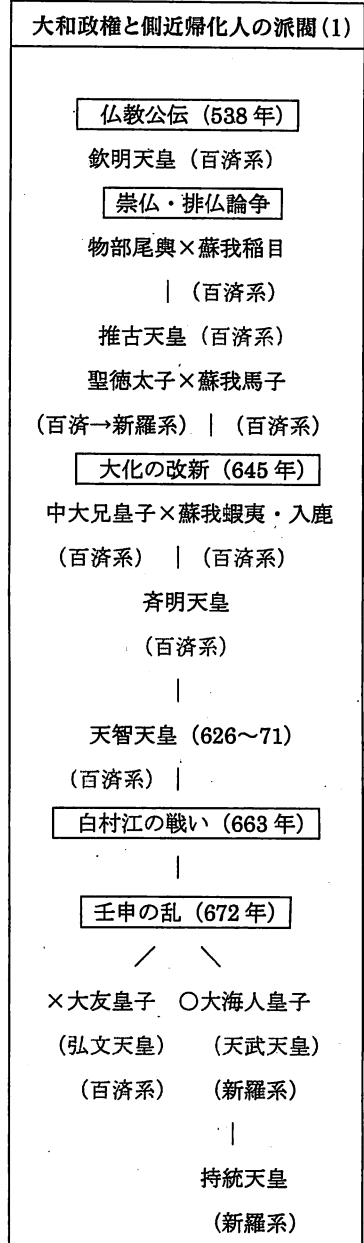 大和政権と側近帰化人の派閥(1)
仏教公伝（538年）
欽明天皇（百済系）
崇仏・排仏論争
物部尾輿×蘇我稲目
｜（百済系）
推古天皇（百済系）
聖徳太子×蘇我馬子
（百済→新羅系）｜（百済系）
大化の改新（645年）
中大兄皇子×蘇我蝦夷・入鹿
（百済系）｜（百済系）
斉明天皇
（百済系）
｜
天智天皇（626～71）
（百済系）｜
白村江の戦い（663年）
｜
壬申の乱（672年）
／ ＼
×大友皇子 ○大海人皇子
（弘文天皇）（天武天皇）
（百済系）（新羅系）
｜
持統天皇
（新羅系）